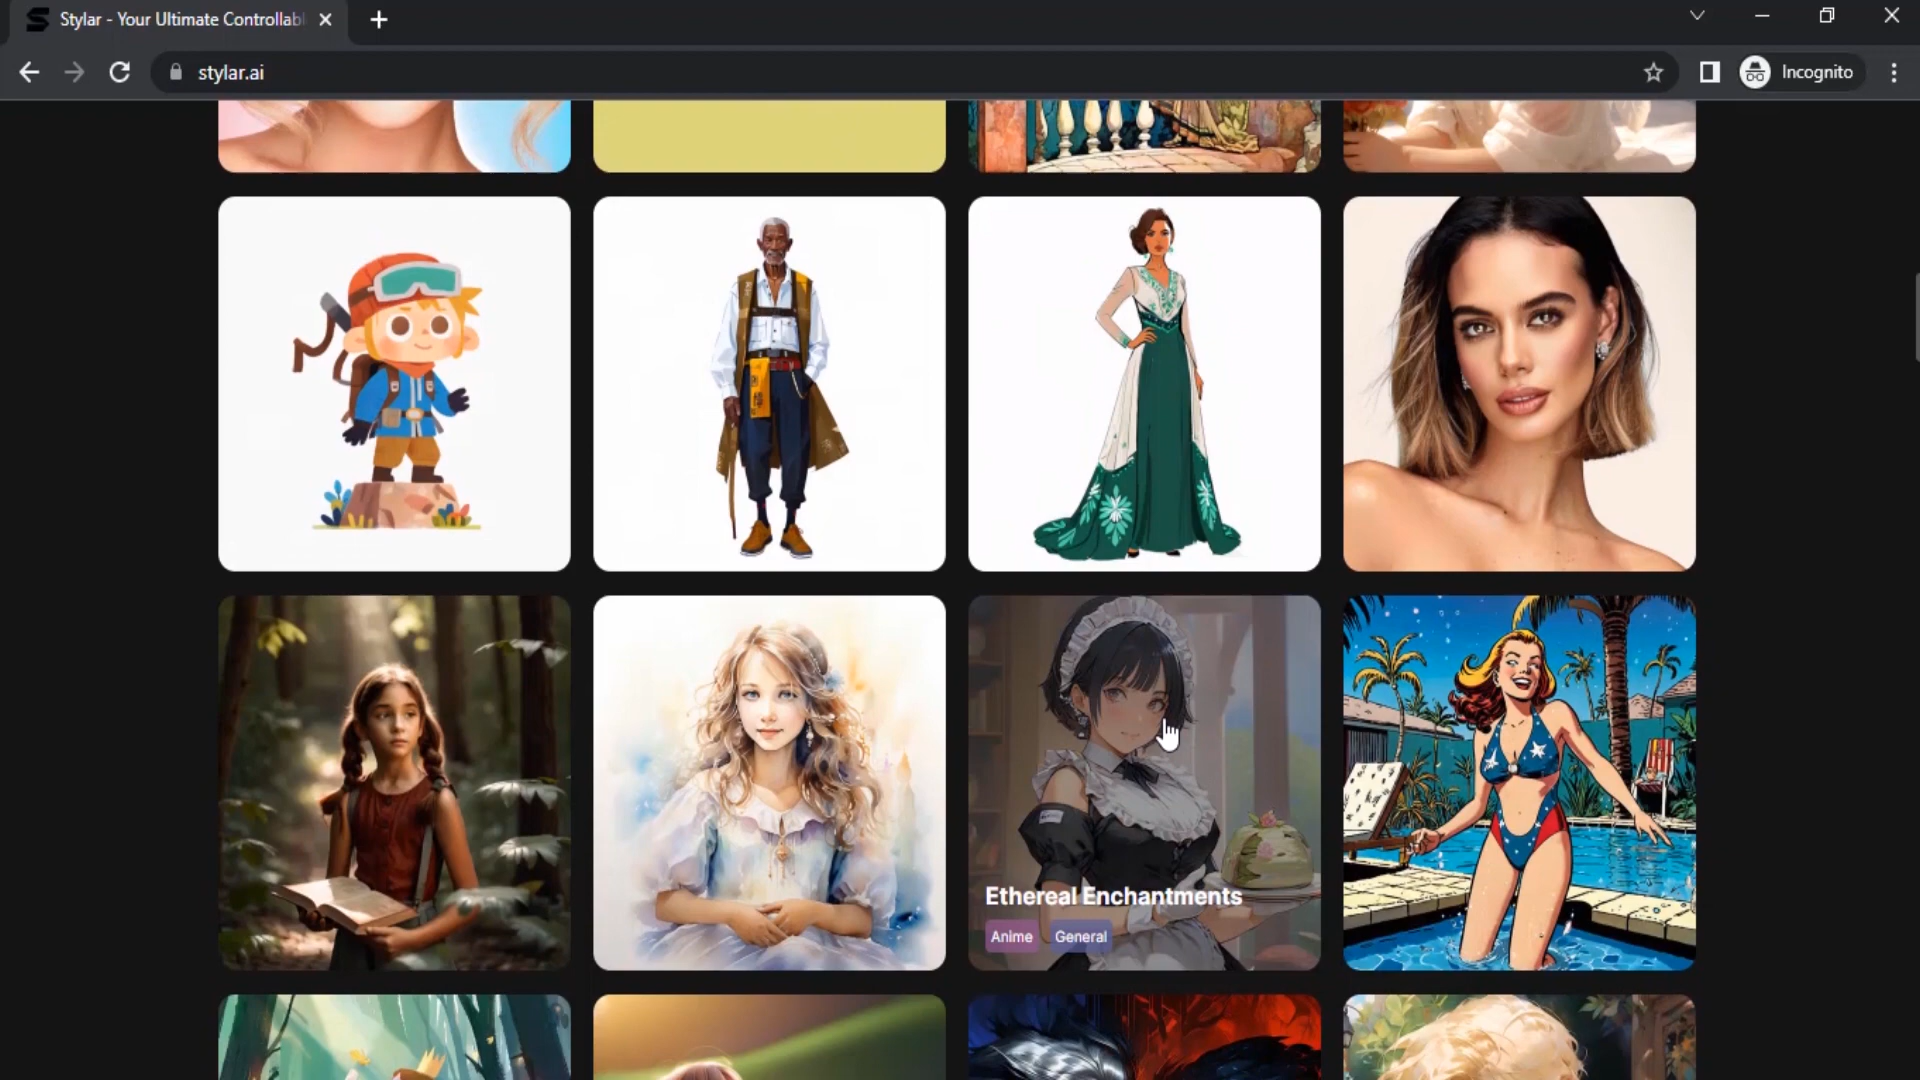 Stylar - Your Ultimate Controllabl
stylar.ai
Incognito
Ethereal Enchantments
Anime General